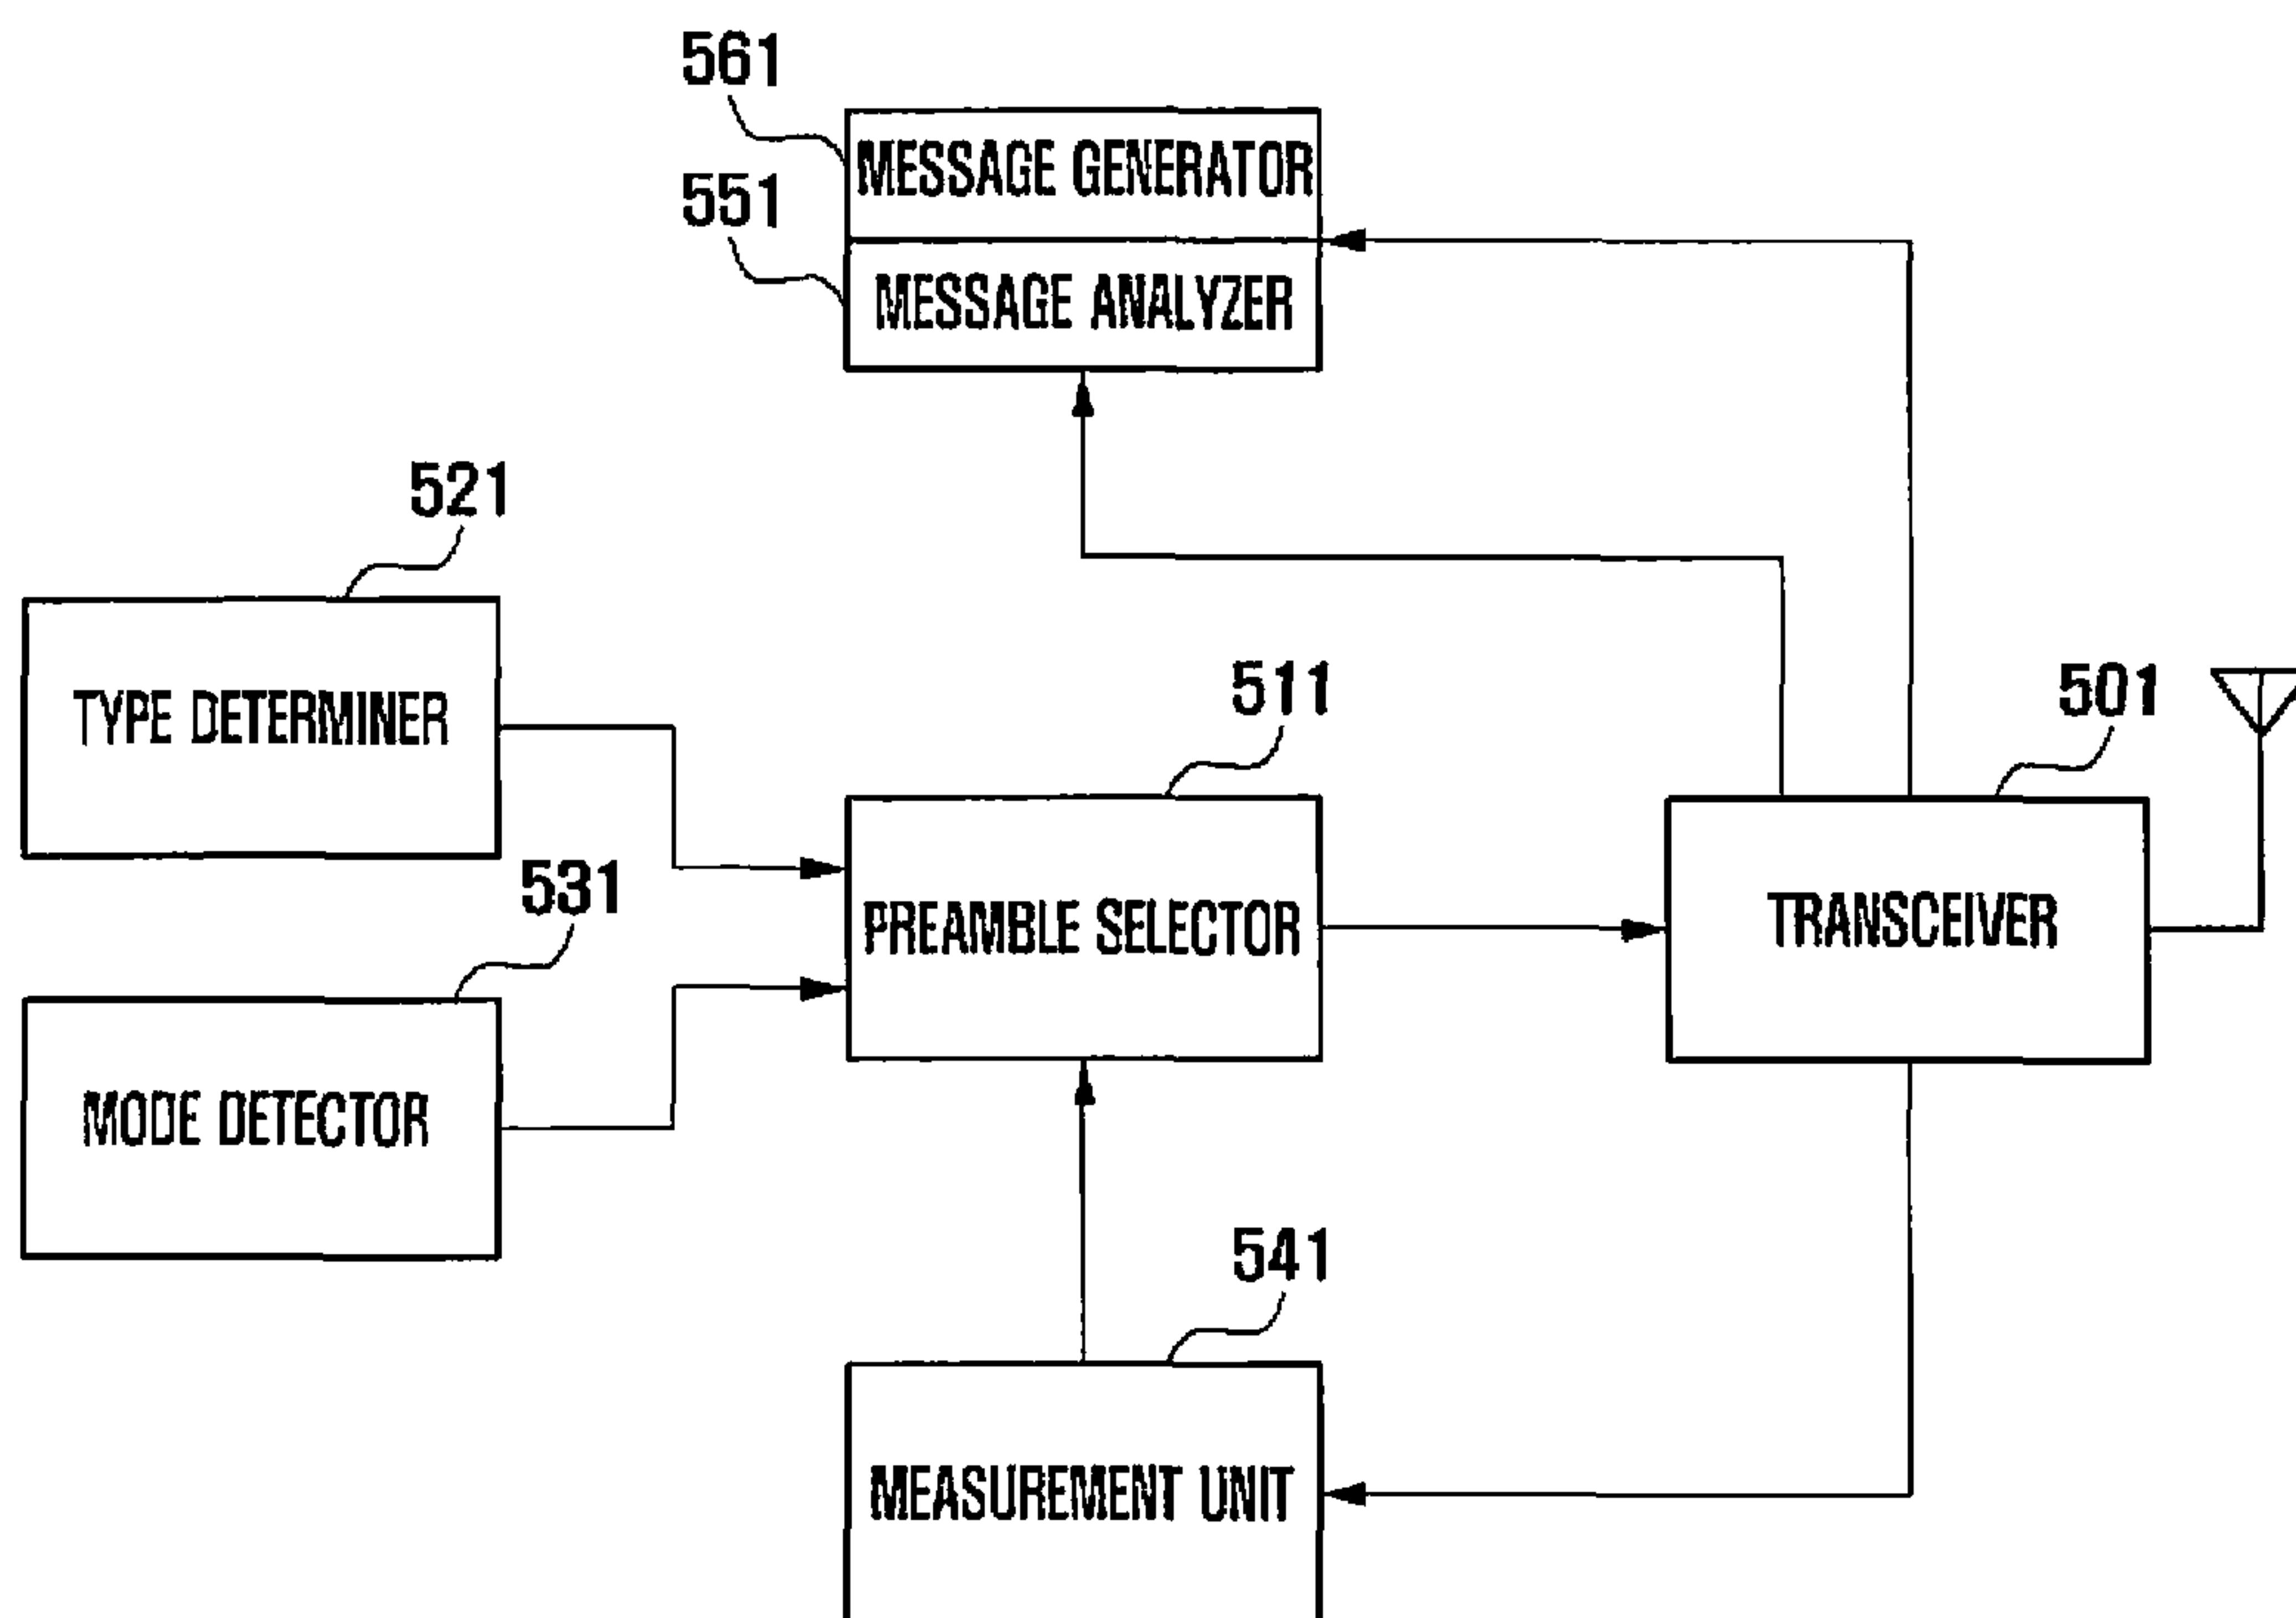 561
MESSAGE GENERATOR
551
MESSAGE ANALYZER
521
TYPE DETERMINER
511
501
531
PREAMBLE SELECTOR
TRANSCEIVER
MODE DETECTOR
541
MEASUREMENT UNIT